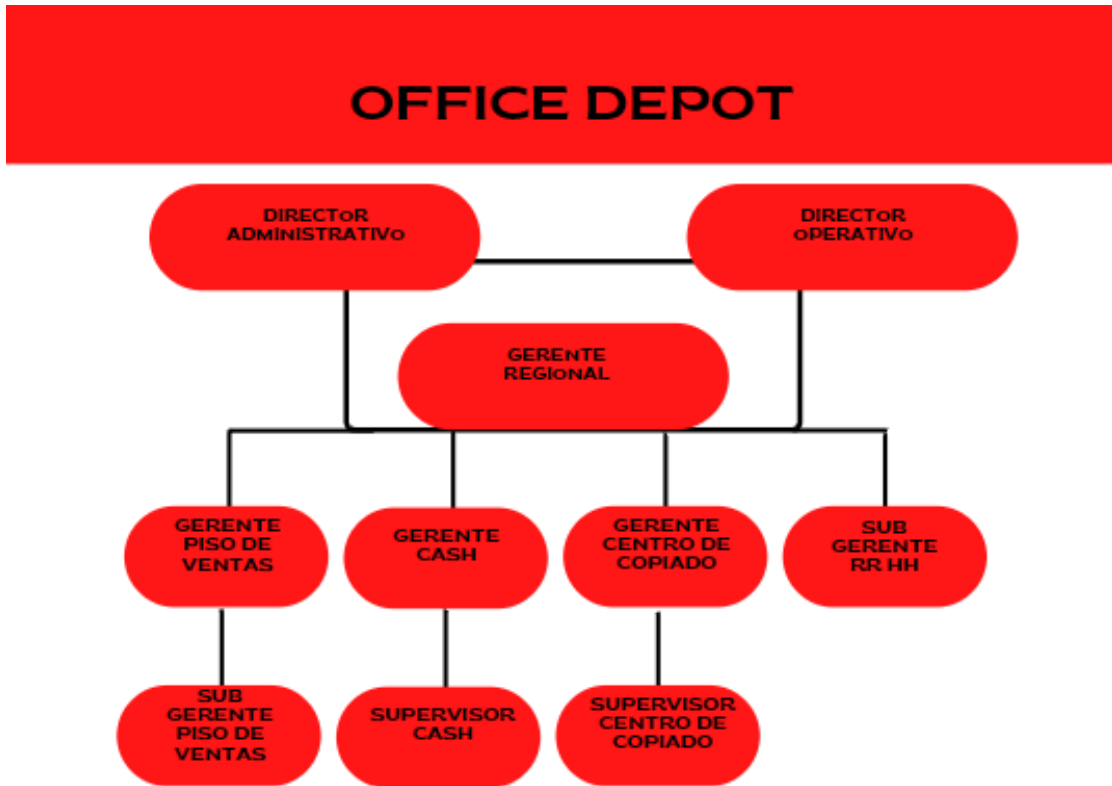 OFFICE DEPOT
DIRECTOR
ADMINISTRATIVO
DIRECTOR
OPERATIVO
GERENTE
REGIONAL
GERENTE
PISO DE
VENTAS
GERENTE
CASH
GERENTE
CENTRO DE
COPIADO
SUB
GERENTE
RR HH
SUB
GERENTE
PISO DE
VENTAS
SUPERVISOR
CASH
SUPERVISOR
CENTRO DE
COPIADO